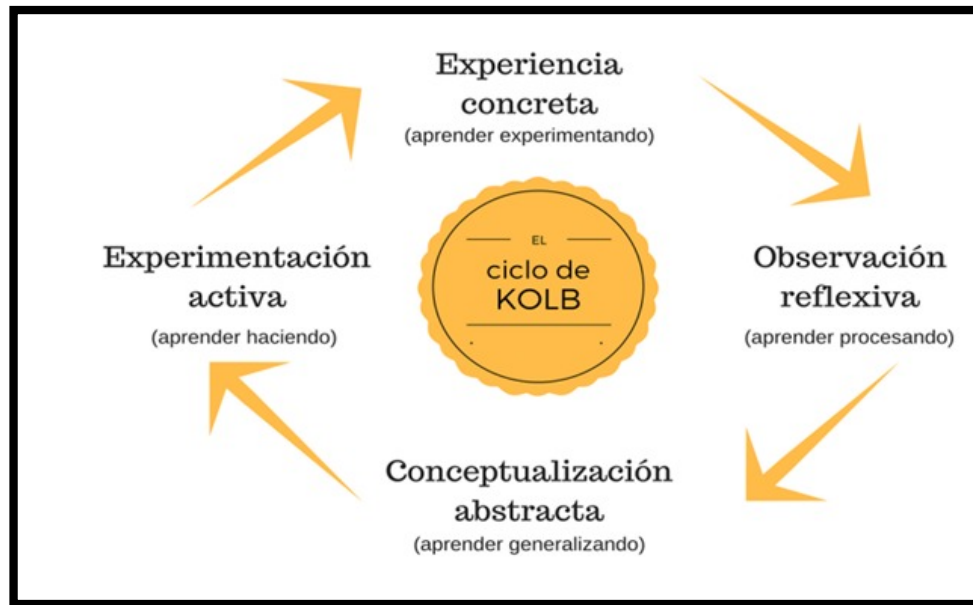 Experiencia
concreta
(aprender experimentando)
Experimentación
activa
(aprender haciendo)
EL
ciclo de
KOLB
Observación
reflexiva
(aprender procesando)
Conceptualización
abstracta
(aprender generalizando)